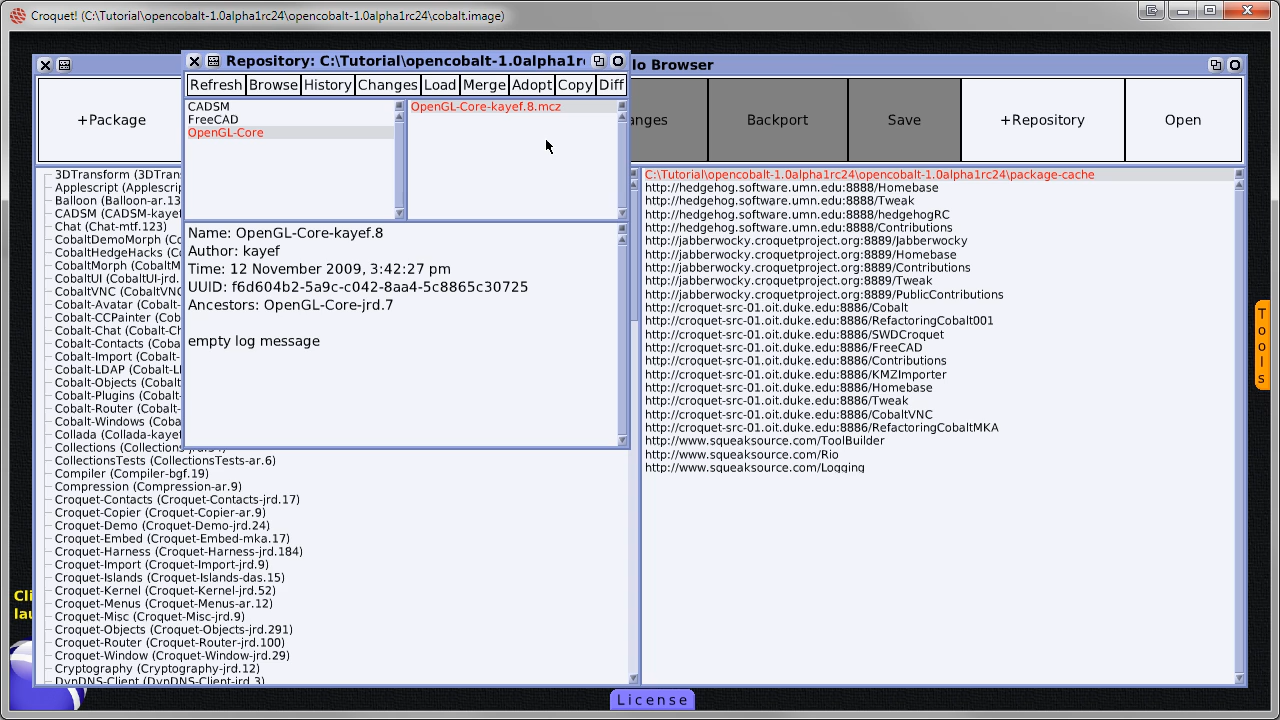 Croquet! (C:\Tutorial\opencobalt-1.0alpha1rc24\opencobalt-1.0alpha1rc24\cobalt.image)
Repository: C:\Tutorial\opencobalt-1.0alpha1r
lo Browser
Refresh Browse History Changes Load Merge Adopt Copy Diff
CADSM
FreeCAD
OpenGL-Core
OpenGL-Core-kayef.8.mcz
Name: OpenGL-Core-kayef.8
Author: kayef
Time: 12 November 2009, 3:42:27 pm
UUID: f6d604b2-5a9c-c042-8aa4-5c8865c30725
Ancestors: OpenGL-Core-jrd.7
empty log message
+Package
anges
Backport
Save
+Repository
Open
3DTransform (3DTran
Applescript (Applescrip
Balloon (Balloon-ar.13
CADSM (CADSM-kayef
Chat (Chat-mtf.123)
CobaltDemoMorph (C
CobaltHedgeHacks (C
CobaltMorph (CobaltM
CobaltUI (CobaltUI-jrd.
CobaltVNC (CobaltVNC
Cobalt-Avatar (Cobalt-
Cobalt-CCPainter (Cob
Cobalt-Chat (Cobalt-Ch
Cobalt-Contacts (Coba
Cobalt-Import (Cobalt-
Cobalt-LDAP (Cobalt-L
Cobalt-Objects (Cobalt
Cobalt-Plugins (Cobalt-
Cobalt-Router (Cobalt-
Cobalt-Windows (Cobalt
Collada (Collada-kayef
Collections (Collections-jrd.34)
CollectionsTests (CollectionsTests-ar.6)
Compiler (Compiler-bgf.19)
Compression (Compression-ar.9)
Croquet-Contacts (Croquet-Contacts-jrd.17)
Croquet-Copier (Croquet-Copier-ar.9)
Croquet-Demo (Croquet-Demo-jrd.24)
Croquet-Embed (Croquet-Embed-mka.17)
Croquet-Harness (Croquet-Harness-jrd.184)
Croquet-Import (Croquet-Import-jrd.9)
Croquet-Islands (Croquet-Islands-das.15)
Croquet-Kernel (Croquet-Kernel-jrd.52)
Croquet-Menus (Croquet-Menus-ar.12)
Croquet-Misc (Croquet-Misc-jrd.9)
Croquet-Objects (Croquet-Objects-jrd.291)
Croquet-Router (Croquet-Router-jrd.100)
Croquet-Window (Croquet-Window-jrd.29)
Cryptography (Cryptography-jrd.12)
DynDNS-Client (DynDNS-Client-jrd.3)
C:\Tutorial\opencobalt-1.0alpha1rc24\opencobalt-1.0alpha1rc24\package-cache
http://hedgehog.software.umn.edu:8888/Homebase
http://hedgehog.software.umn.edu:8888/Tweak
http://hedgehog.software.umn.edu:8888/hedgehogRC
http://hedgehog.software.umn.edu:8888/Contributions
http://jabberwocky.croquetproject.org:8889/Jabberwocky
http://jabberwocky.croquetproject.org:8889/Homebase
http://jabberwocky.croquetproject.org:8889/Contributions
http://jabberwocky.croquetproject.org:8889/Tweak
http://jabberwocky.croquetproject.org:8889/PublicContributions
http://croquet-src-01.oit.duke.edu:8886/Cobalt
http://croquet-src-01.oit.duke.edu:8886/RefactoringCobalt001
http://croquet-src-01.oit.duke.edu:8886/SWDCroquet
http://croquet-src-01.oit.duke.edu:8886/FreeCAD
http://croquet-src-01.oit.duke.edu:8886/Contributions
http://croquet-src-01.oit.duke.edu:8886/KMZImporter
http://croquet-src-01.oit.duke.edu:8886/Homebase
http://croquet-src-01.oit.duke.edu:8886/Tweak
http://croquet-src-01.oit.duke.edu:8886/CobaltVNC
http://croquet-src-01.oit.duke.edu:8886/RefactoringCobaltMKA
http://www.squeaksource.com/ToolBuilder
http://www.squeaksource.com/Rio
http://www.squeaksource.com/Logging
Tools
Cli
lau
License